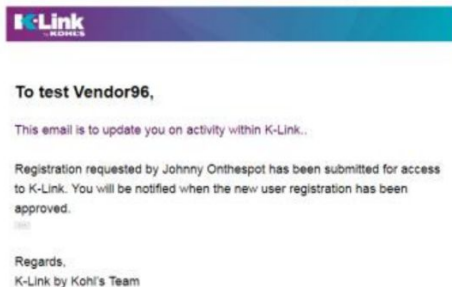 K-Link
by KOHL'S
To test Vendor96,
This email is to update you on activity within K-Link..
Registration requested by Johnny Onthespot has been submitted for access
to K-Link. You will be notified when the new user registration has been
approved.
Regards,
K-Link by Kohl's Team